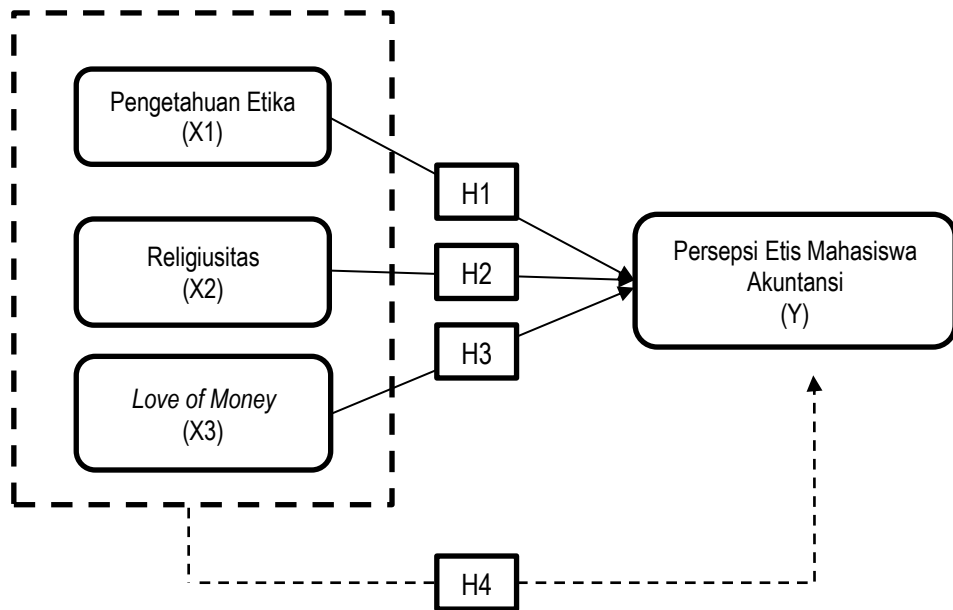 Pengetahuan Etika
(X1)
H1
Religiusitas
(X2)
H2
Persepsi Etis Mahasiswa
Akuntansi
(Y)
H3
Love of Money
(X3)
H4